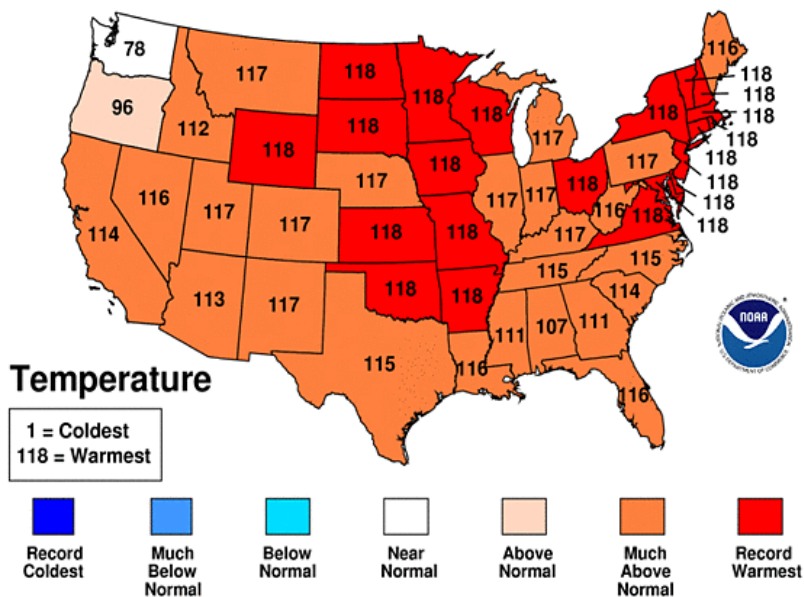 78
116
117
118
118
118
118
118
96
118
118
112
118
118
118
117
118
118
117
118
118
117
118
116
117
117
117
118
116
118
118
117
117
118
118
117
118
114
115
115
113
117
118
118
114
111
107
111
NOAA
115
116
116
Temperature
1 = Coldest
118 = Warmest
Record
Coldest
Much
Below
Normal
Below
Normal
Near
Normal
Above
Normal
Much
Above
Normal
Record
Warmest